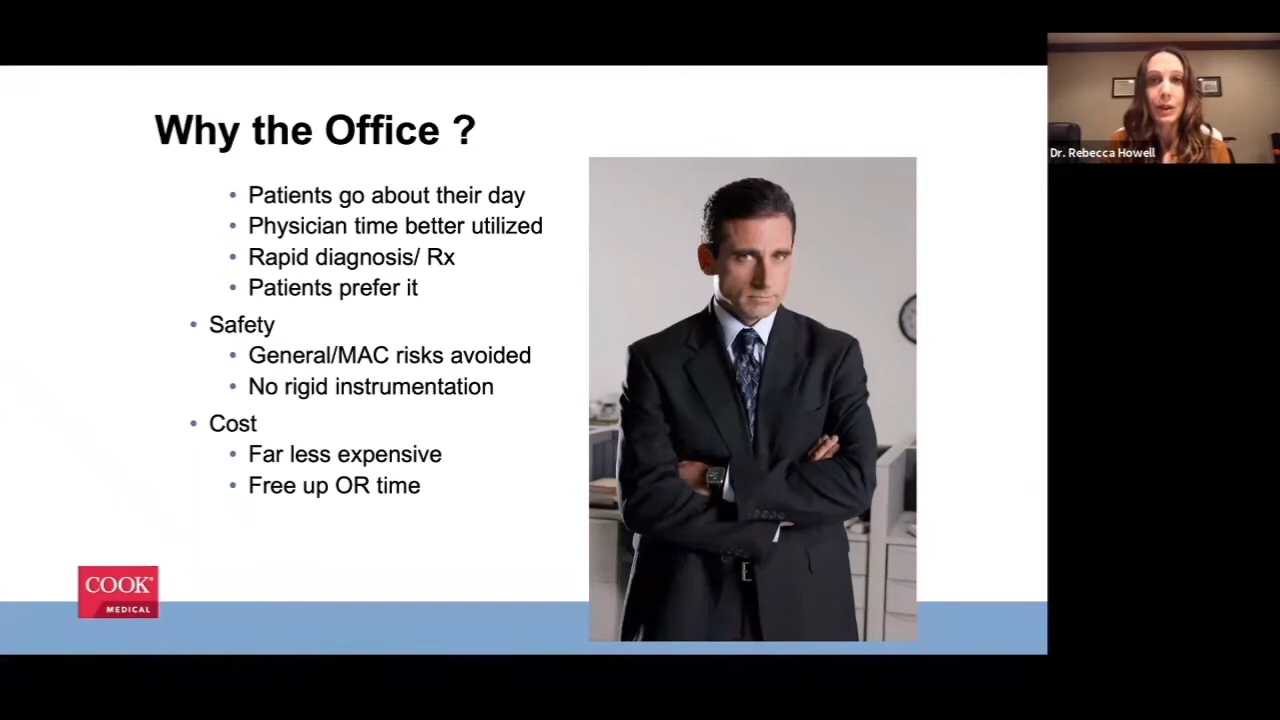 Why the Office ?
• Patients go about their day
• Physician time better utilized
• Rapid diagnosis/ Rx
• Patients prefer it
• Safety
• General/MAC risks avoided
• No rigid instrumentation
• Cost
• Far less expensive
• Free up OR time
COOK®
MEDICAL
Dr. Rebecca Howell